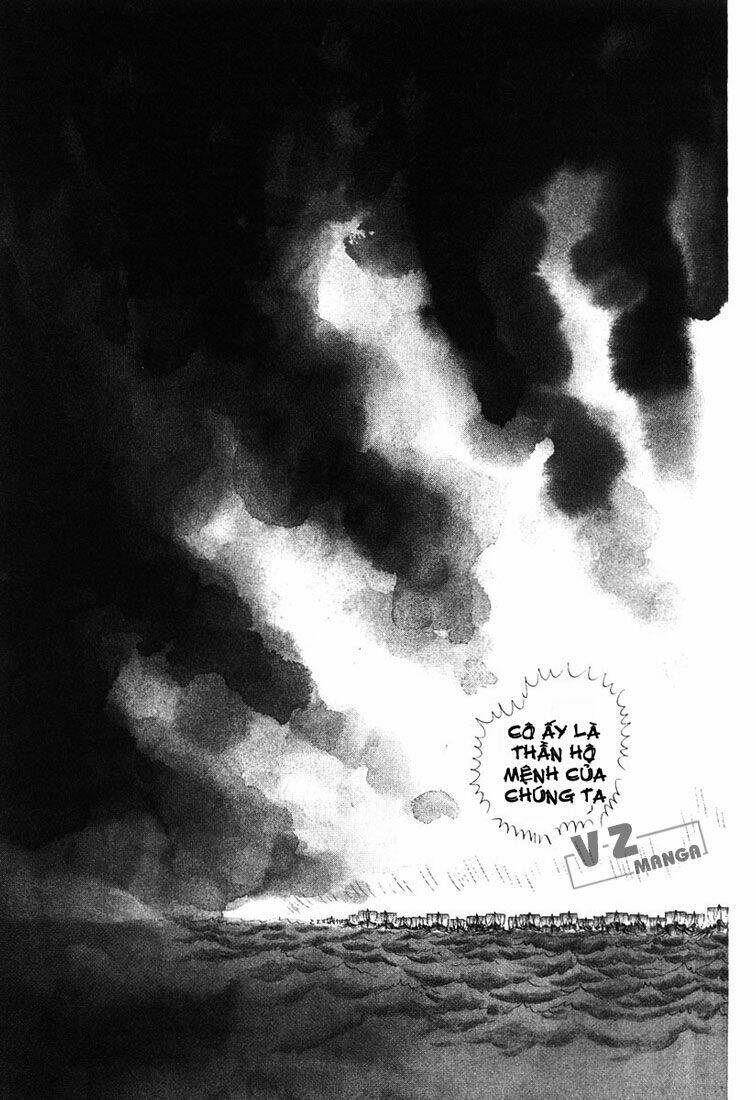 CÔ ẤY LÀ
THẦN HỘ
MỆNH CỦA
CHÚNG TA
V-Z
MANGA